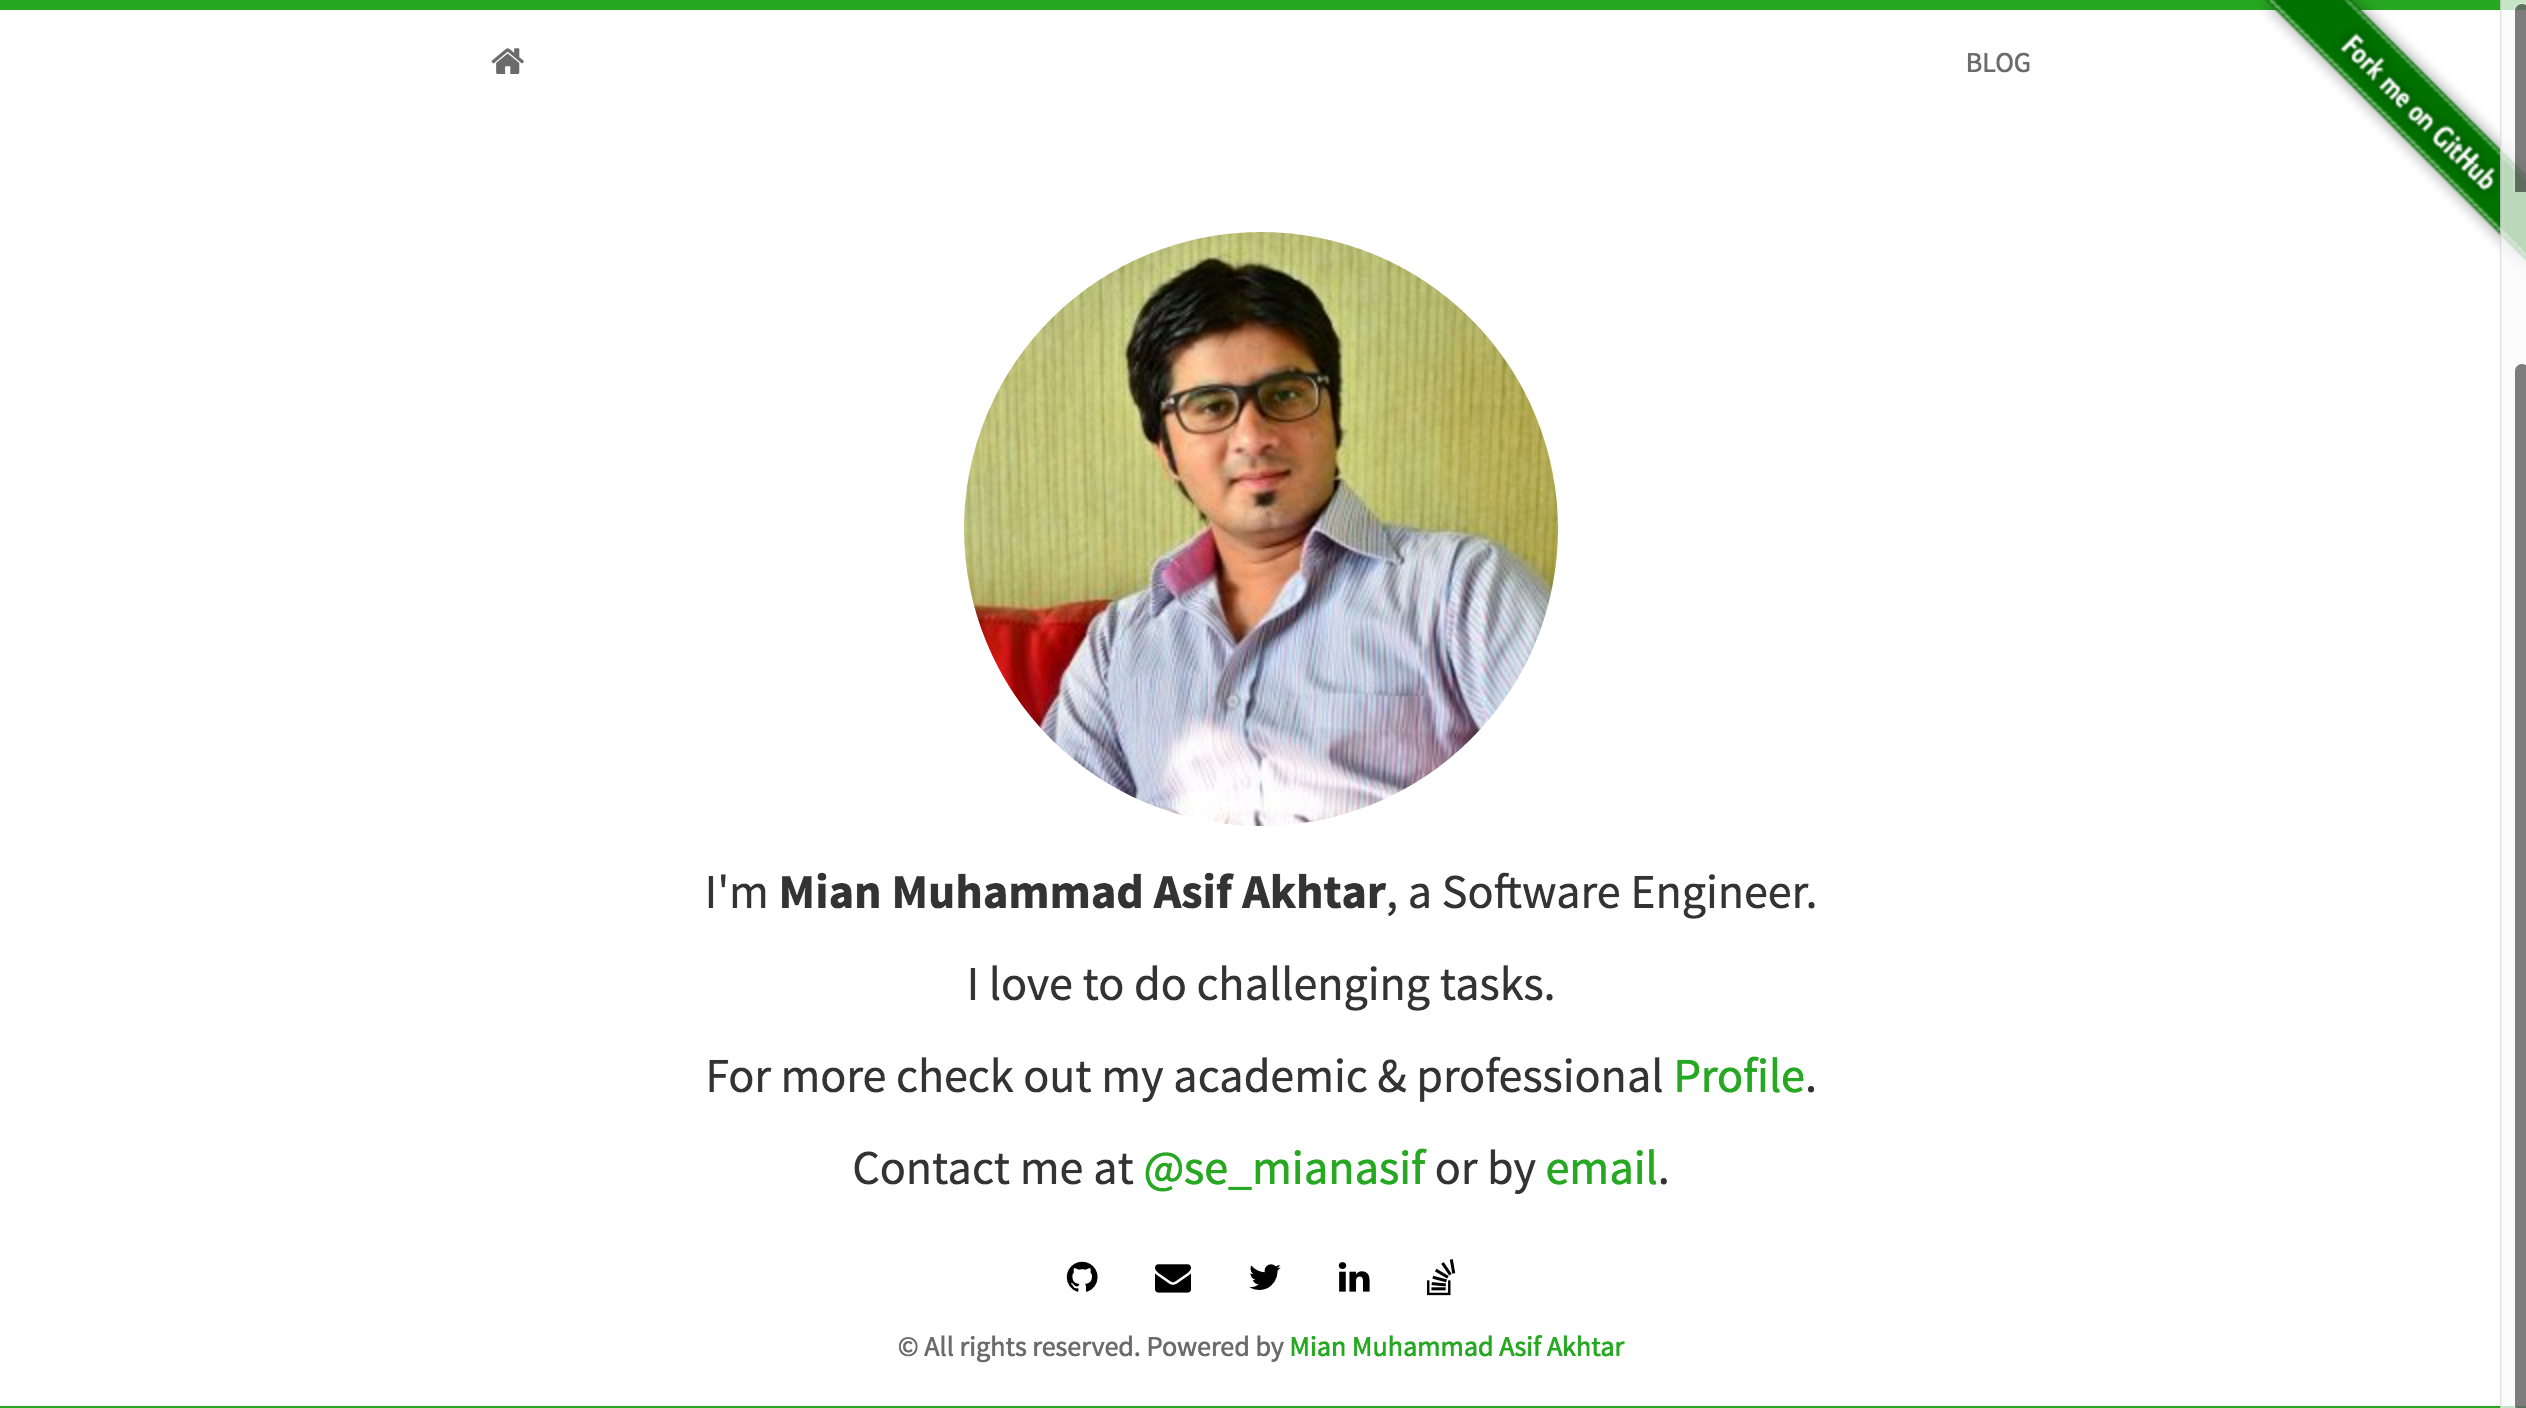 BLOG
Fork me on GitHub
I'm Mian Muhammad Asif Akhtar, a Software Engineer.
I love to do challenging tasks.
For more check out my academic & professional Profile.
Contact me at @se_mianasif or by email.
in
© All rights reserved. Powered by Mian Muhammad Asif Akhtar